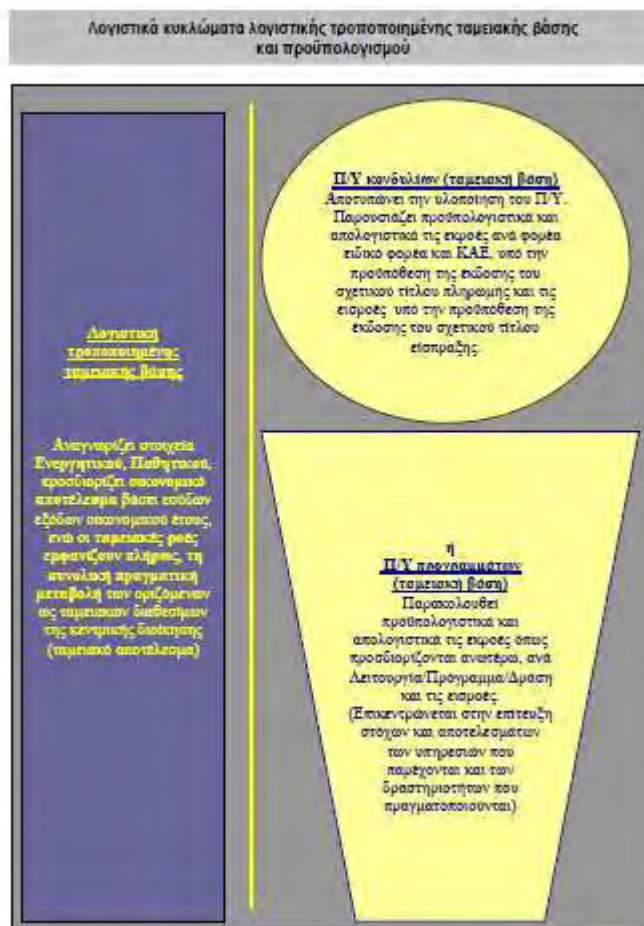 Λογιστικά κυκλώματα λογιστικής τροποποιημένης ταμειακής βάσης
και προϋπολογισμού
Λογιστική
τροποποιημένης
ταμειακής βάσης
Αναγνωρίζει στοιχεία
Ενεργητικού, Παθητικού,
προσδιορίζει οικονομικό
αποτέλεσμα βάσει εσόδων
εξόδων οικονομικού έτους,
ενώ οι ταμειακές ροές
εμφανίζουν πλήρως, τη
συνολική πραγματική
μεταβολή των οριζόμενων
ως ταμειακών διαθεσίμων
της κεντρικής διοίκησης
(ταμειακό αποτέλεσμα)
Π/Υ κονδυλίων (ταμειακή βάση)
Αποτυπώνει την υλοποίηση του Π/Υ.
Παρουσιάζει προϋπολογιστικά και
απολογιστικά τις εκροές ανά φορέα
ειδικό φορέα και ΚΑΕ, υπό την
προϋπόθεση της έκδοσης του
σχετικού τίτλου πληρωμής και τις
εισροές υπό την προϋπόθεση της
έκδοσης του σχετικού τίτλου
είσπραξης.
ή
Π/Υ προγραμμάτων
(ταμειακή βάση)
Παρακολουθεί
προϋπολογιστικά και
απολογιστικά τις εκροές όπως
προσδιορίζονται ανωτέρω, ανά
Λειτουργία/Πρόγραμμα/Δράση
και τις εισροές.
(Επικεντρώνεται στην επίτευξη
στόχων και αποτελεσμάτων
των υπηρεσιών που
παρέχονται και των
δραστηριοτήτων που
πραγματοποιούνται)